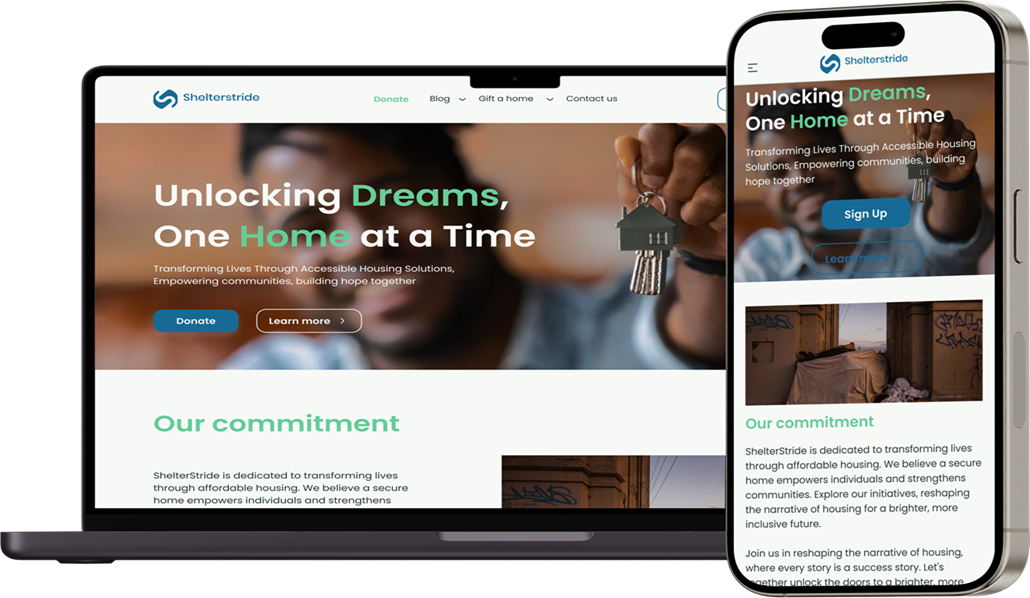 Shelterstride
Donate
Blog
Gift a home
Contact us
Unlocking Dreams,
One Home at a Time
Transforming Lives Through Accessible Housing Solutions,
Empowering communities, building hope together
Donate
Learn more
Our commitment
ShelterStride is dedicated to transforming lives
through affordable housing. We believe a secure
home empowers individuals and strengthens
Shelterstride
Unlocking Dreams,
One Home at a Time
Transforming Lives Through Accessible Housing
Solutions, Empowering communities, building
hope together
Sign Up
Learn more
Our commitment
ShelterStride is dedicated to transforming lives
through affordable housing. We believe a secure
home empowers individuals and strengthens
communities. Explore our initiatives, reshaping
the narrative of housing for a brighter, more
inclusive future.
Join us in reshaping the narrative of housing,
where every story is a success story. Let's
together unlock the doors to a brighter, more